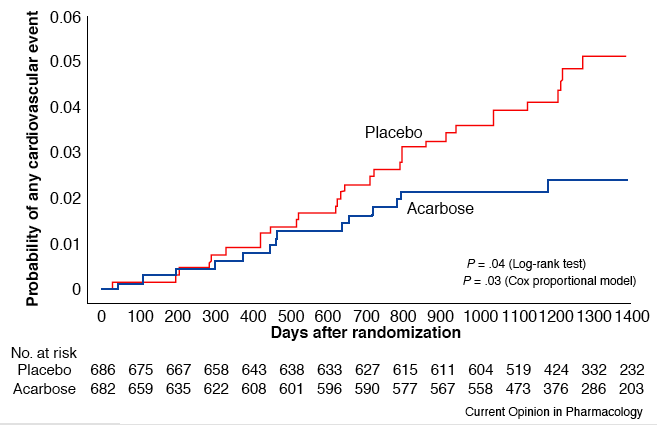 Probability of any cardiovascular event
0.06
0.05
0.04
0.03
0.02
0.01
0
Placebo
Acarbose
P = .04 (Log-rank test)
P = .03 (Cox proportional model)
0 100 200 300 400 500 600 700 800 900 1000 1100 1200 1300 1400
Days after randomization
No. at risk
Placebo 686 675 667 658 643 638 633 627 615 611 604 519 424 332 232
Acarbose 682 659 635 622 608 601 596 590 577 567 558 473 376 286 203
Current Opinion in Pharmacology